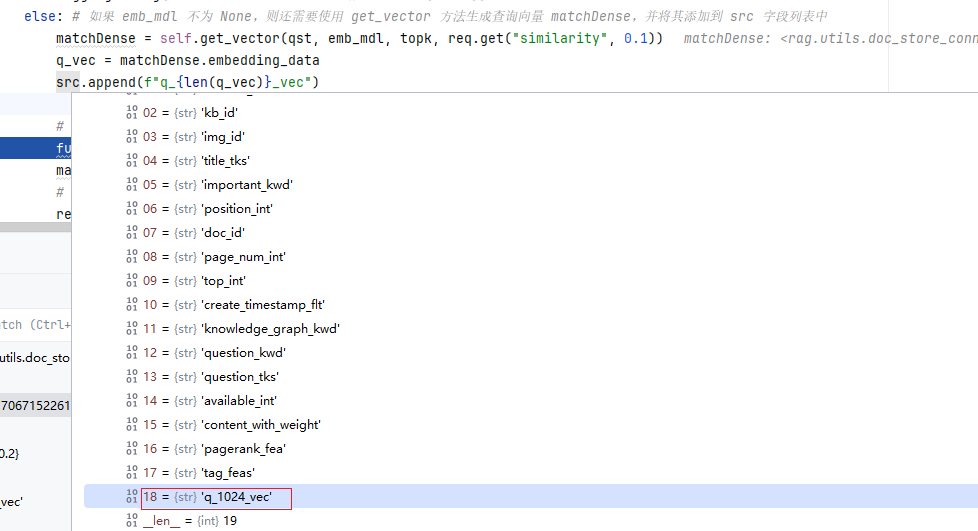 else: # 如果 emb_mdl 不为 None，则还需要使用 get_vector 方法生成查询向量 matchDense，并将其添加到 src 字段列表中
matchDense = self.get_vector(qst, emb_mdl, topk, req.get("similarity", 0.1)) matchDense: <rag.utils.doc_store_conn
q_vec = matchDense.embedding_data
src.append(f"q_{len(q_vec)}_vec")
02 = {str} 'kb_id'
#
03 = {str} 'img_id'
fu
04 = {str} 'title_tks'
ma
05 = {str} 'important_kwd'
#
06 = {str} 'position_int'
re
07 = {str} 'doc_id'
08 = {str} 'page_num_int'
09 = {str} 'top_int'
10 = {str} 'create_timestamp_flt'
atch (Ctrl+
11 = {str} 'knowledge_graph_kwd'
utils.doc_sto
12 = {str} 'question_kwd'
13 = {str} 'question_tks'
7067152261
14 = {str} 'available_int'
15 = {str} 'content_with_weight'
0.2}
16 = {str} 'pagerank_fea'
17 = {str} 'tag_feas'
_vec'
18 = {str} 'q_1024_vec'
__len__ = {int} 19